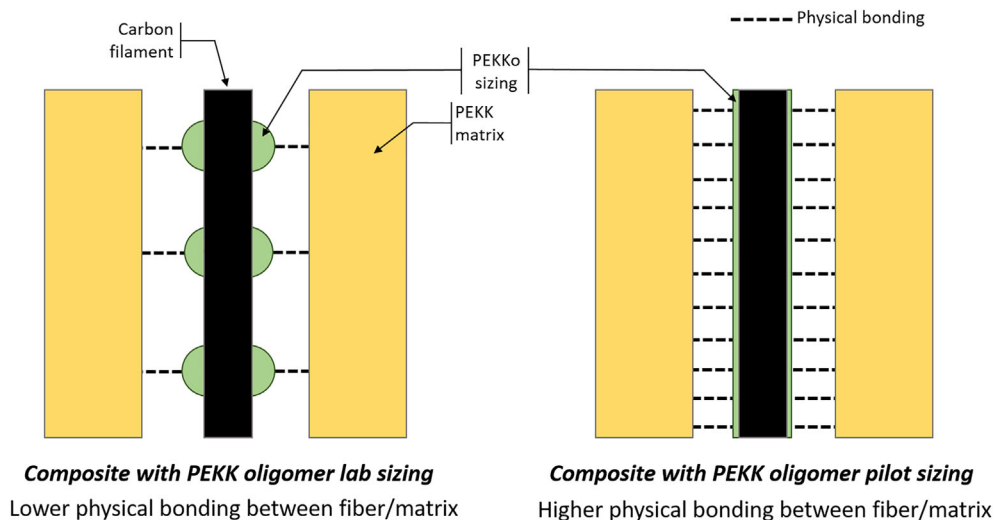 Physical bonding
Carbon
filament
PEKKo
sizing
PEKK
matrix
Composite with PEKK oligomer lab sizing
Lower physical bonding between fiber/matrix
Composite with PEKK oligomer pilot sizing
Higher physical bonding between fiber/matrix